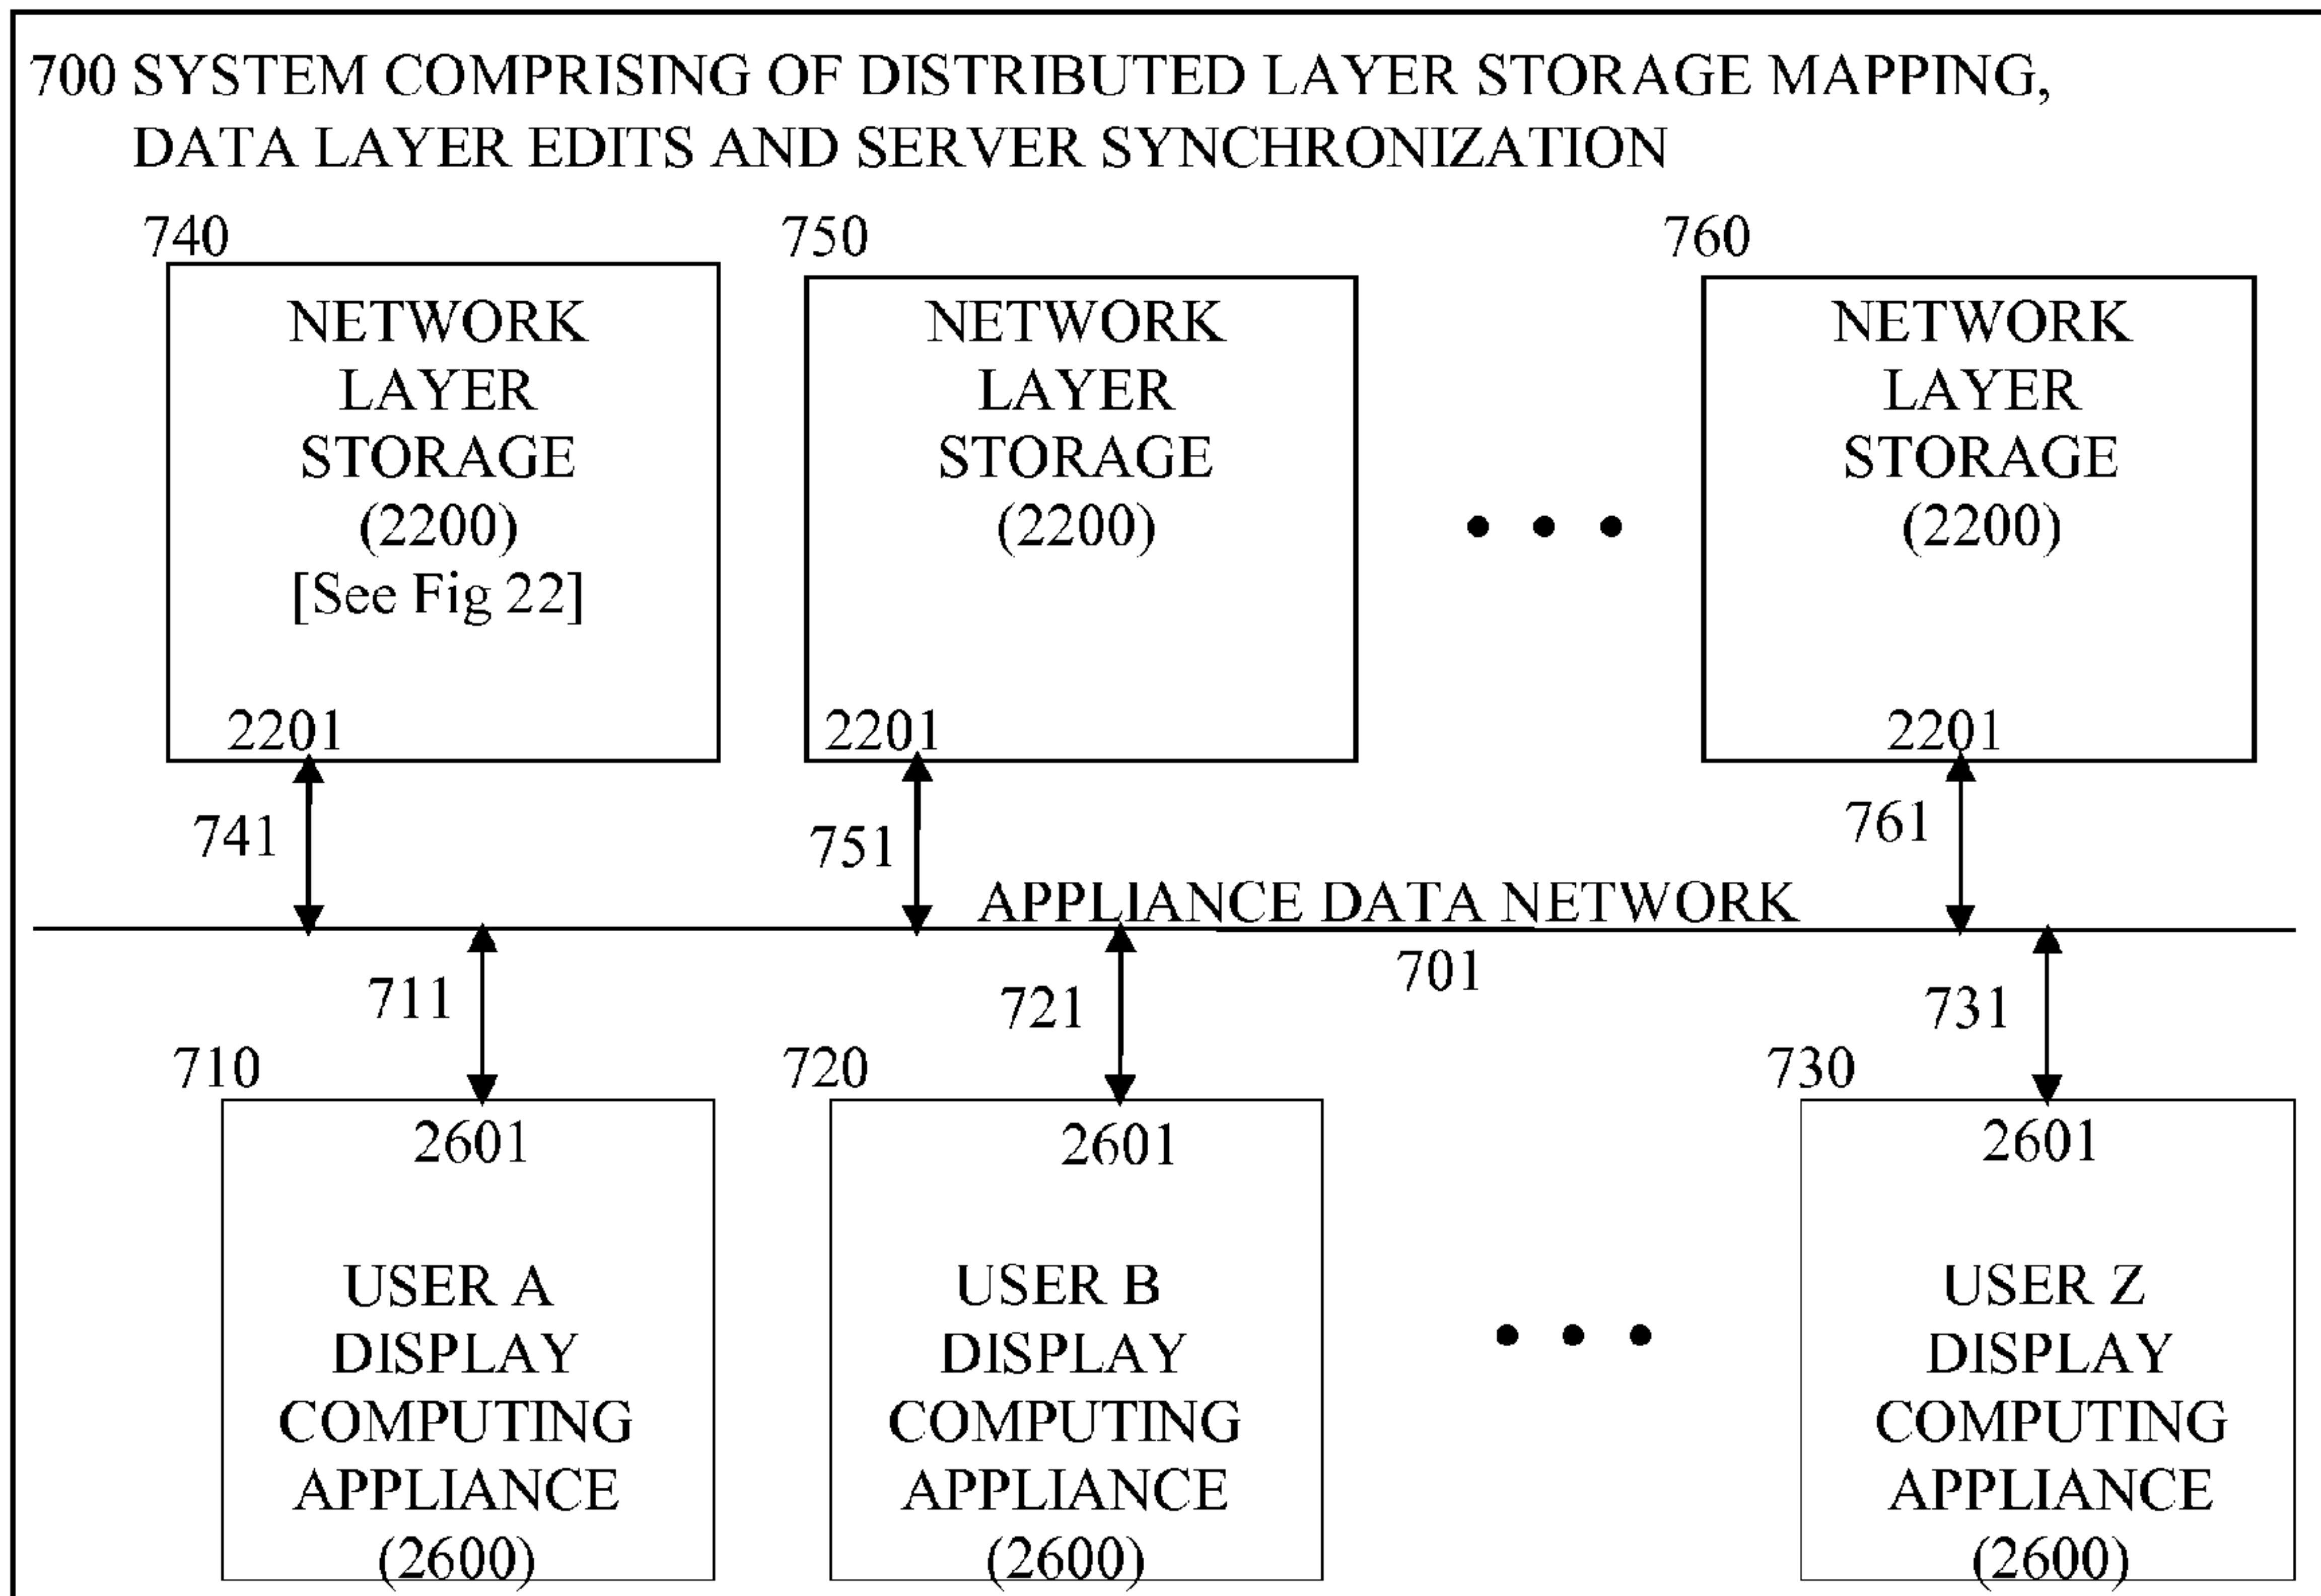 700 SYSTEM COMPRISING OF DISTRIBUTED LAYER STORAGE MAPPING,
DATA LAYER EDITS AND SERVER SYNCHRONIZATION
740
NETWORK
LAYER
STORAGE
(2200)
[See Fig 22]
2201
750
NETWORK
LAYER
STORAGE
(2200)
2201
760
NETWORK
LAYER
STORAGE
(2200)
2201
741
751
761
APPLIANCE DATA NETWORK
701
711
721
731
710
2601
USER A
DISPLAY
COMPUTING
APPLIANCE
(2600)
720
2601
USER B
DISPLAY
COMPUTING
APPLIANCE
(2600)
730
2601
USER Z
DISPLAY
COMPUTING
APPLIANCE
(2600)